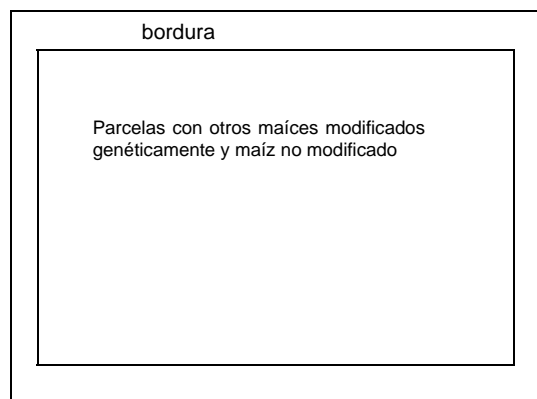 bordura
Parcelas con otros maíces modificados
genéticamente y maíz no modificado